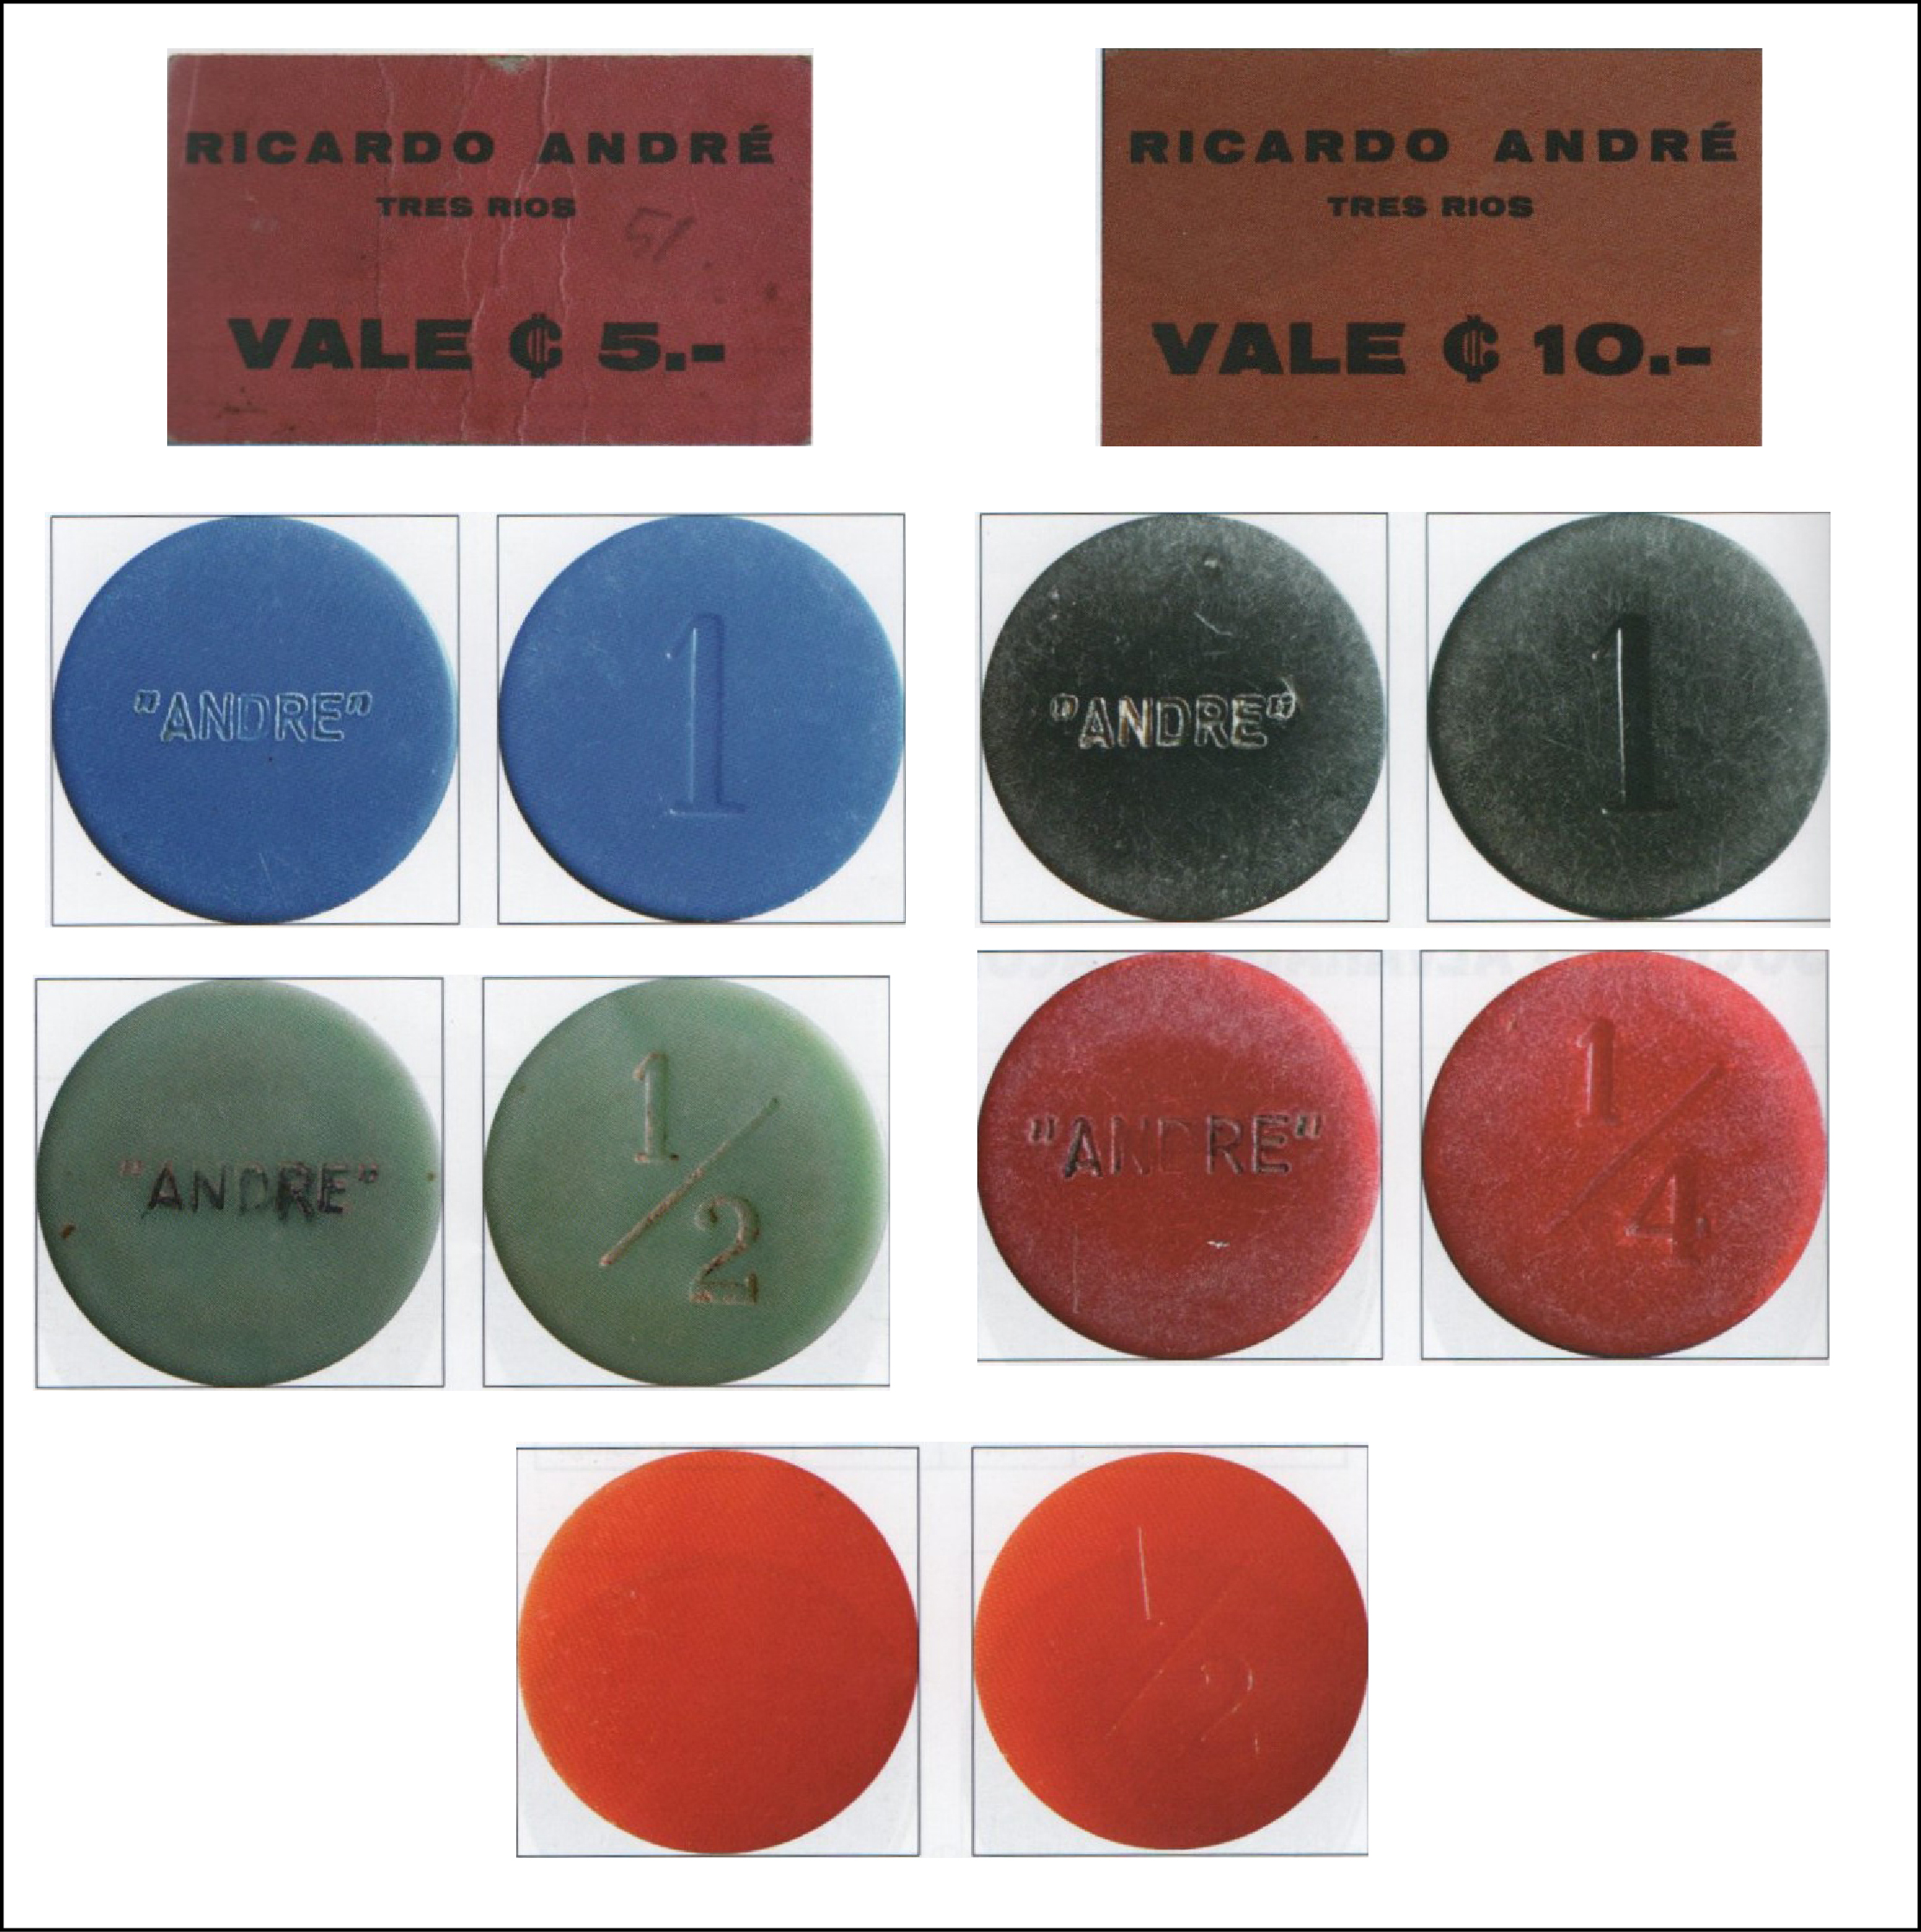 RICARDO ANDRÉ
TRES RIOS
51
VALE ₡ 5.-
RICARDO ANDRÉ
TRES RIOS
VALE ₡ 10.-
"ANDRE"
1
"ANDRE"
1
"ANDRE"
1/2
"ANDRE"
1/4
1/2